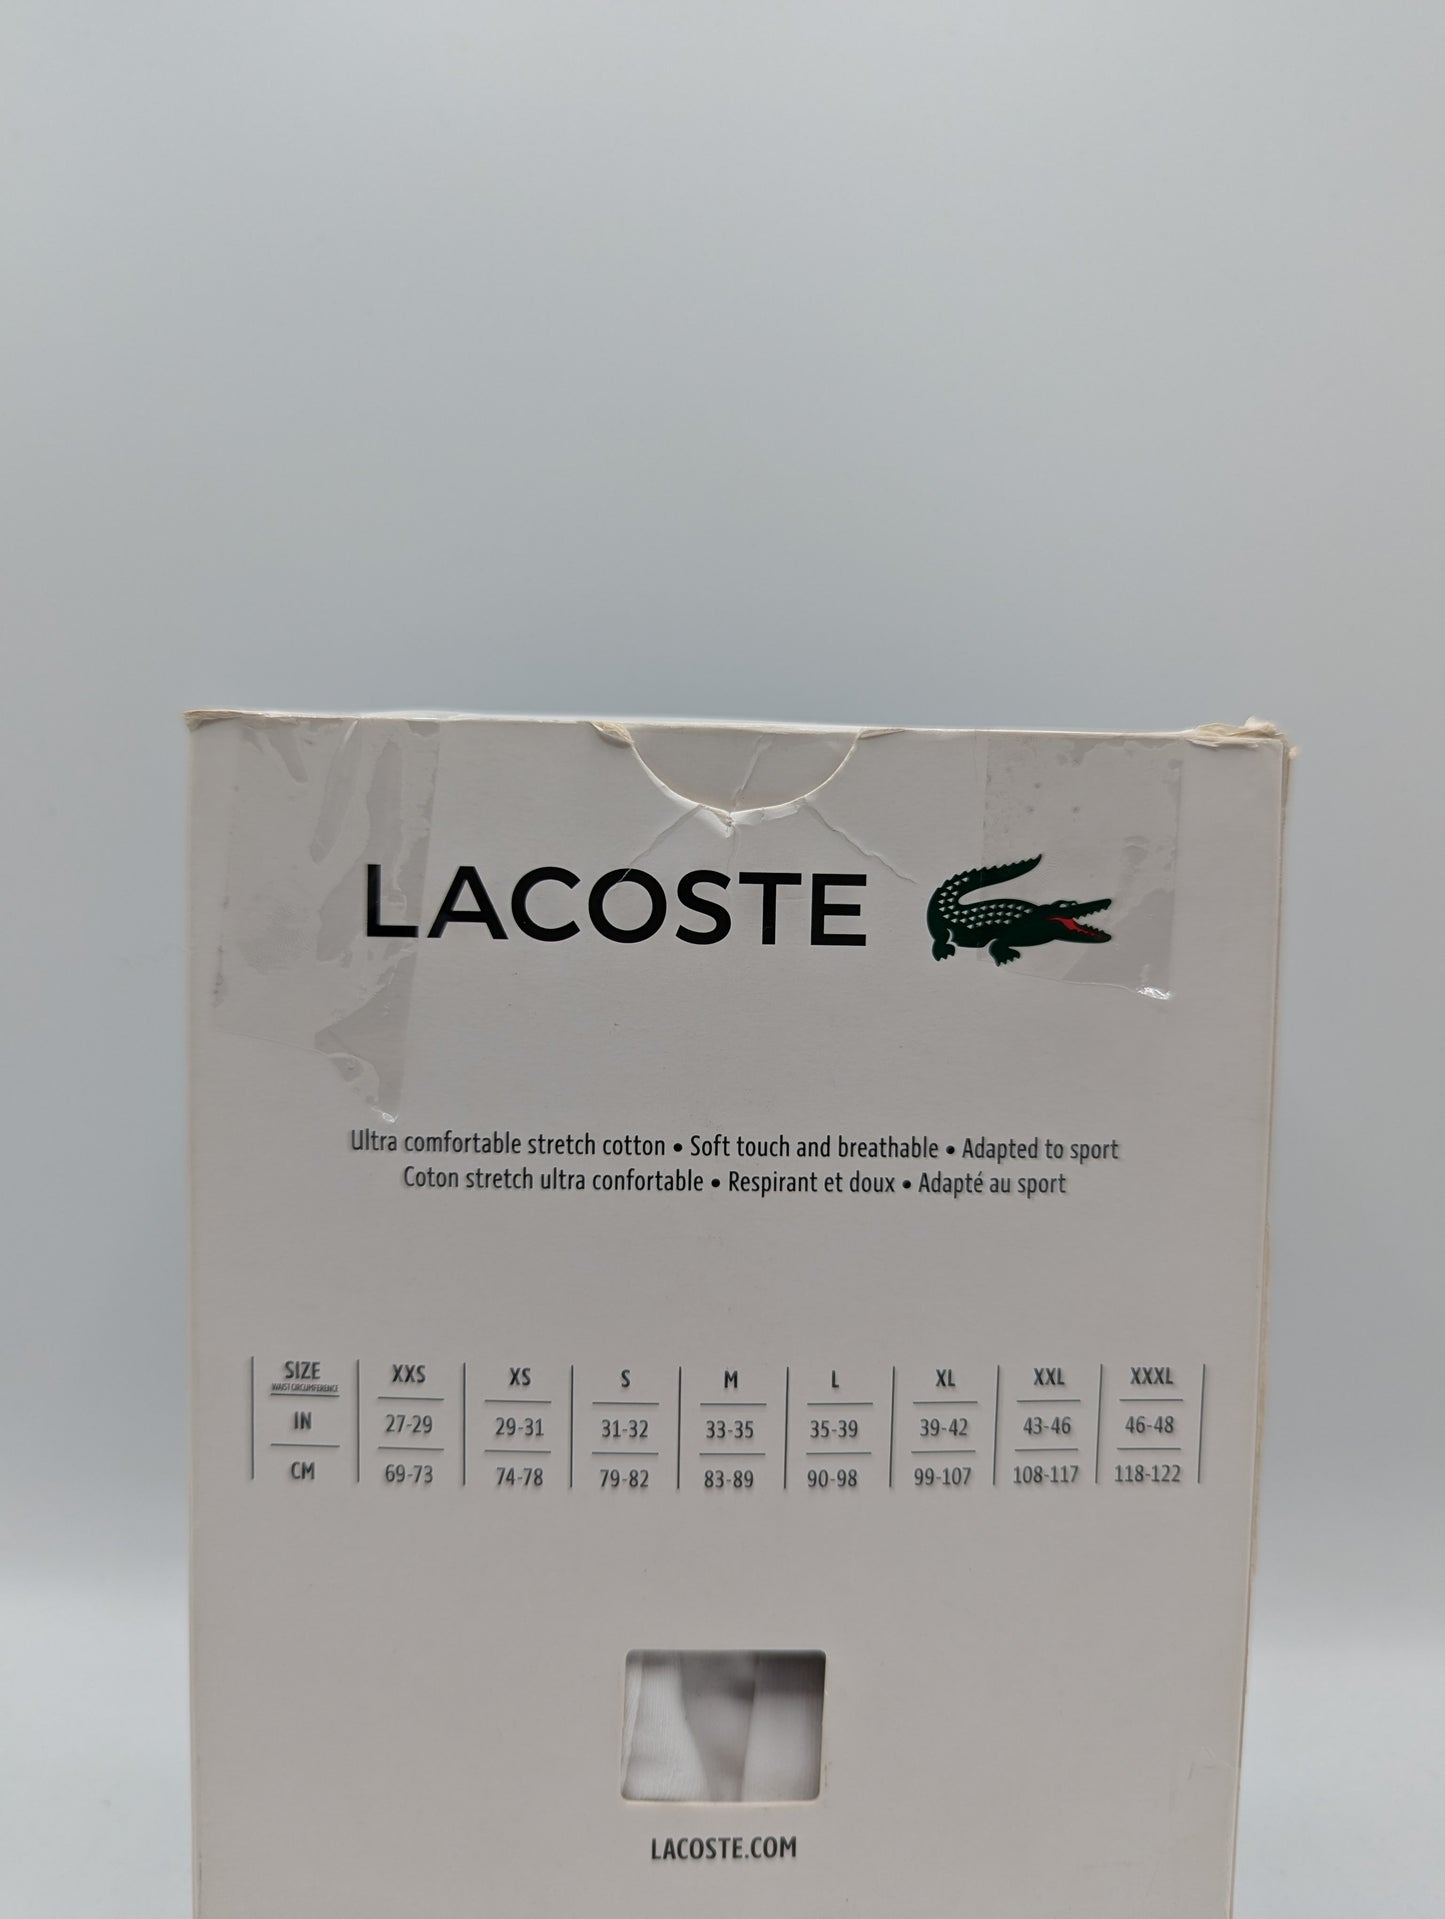 LACOSTE
Ultra comfortable stretch cotton • Soft touch and breathable • Adapted to sport
Coton stretch ultra confortable • Respirant et doux • Adapté au sport
SIZE XXS XS S M L XL XXL XXXL
WAIST CIRCUMFERENCE
IN 27-29 29-31 31-32 33-35 35-39 39-42 43-46 46-48
CM 69-73 74-78 79-82 83-89 90-98 99-107 108-117 118-122
LACOSTE.COM